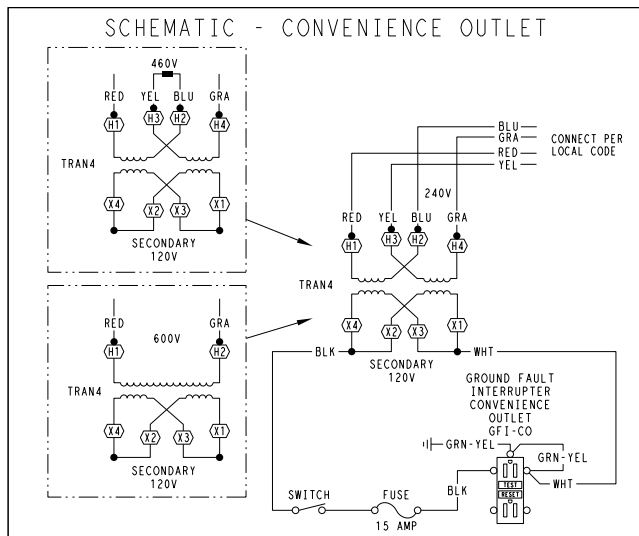 SCHEMATIC - CONVENIENCE OUTLET
460V
RED YEL BLU GRA
H1 H3 H2 H4
TRAN4
X4 X2 X3 X1
SECONDARY
120V
RED GRA
600V
H1 H2
TRAN4
X4 X2 X3 X1
SECONDARY
120V
BLU
GRA
RED
YEL
CONNECT PER
LOCAL CODE
240V
RED YEL BLU GRA
H1 H3 H2 H4
TRAN4
X4 X2 X3 X1
BLK
WHT
SECONDARY
120V
GROUND FAULT
INTERRUPTER
CONVENIENCE
OUTLET
GFI-CO
GRN-YEL
GRN-YEL
WHT
BLK
TEST
RESET
SWITCH
FUSE
15 AMP